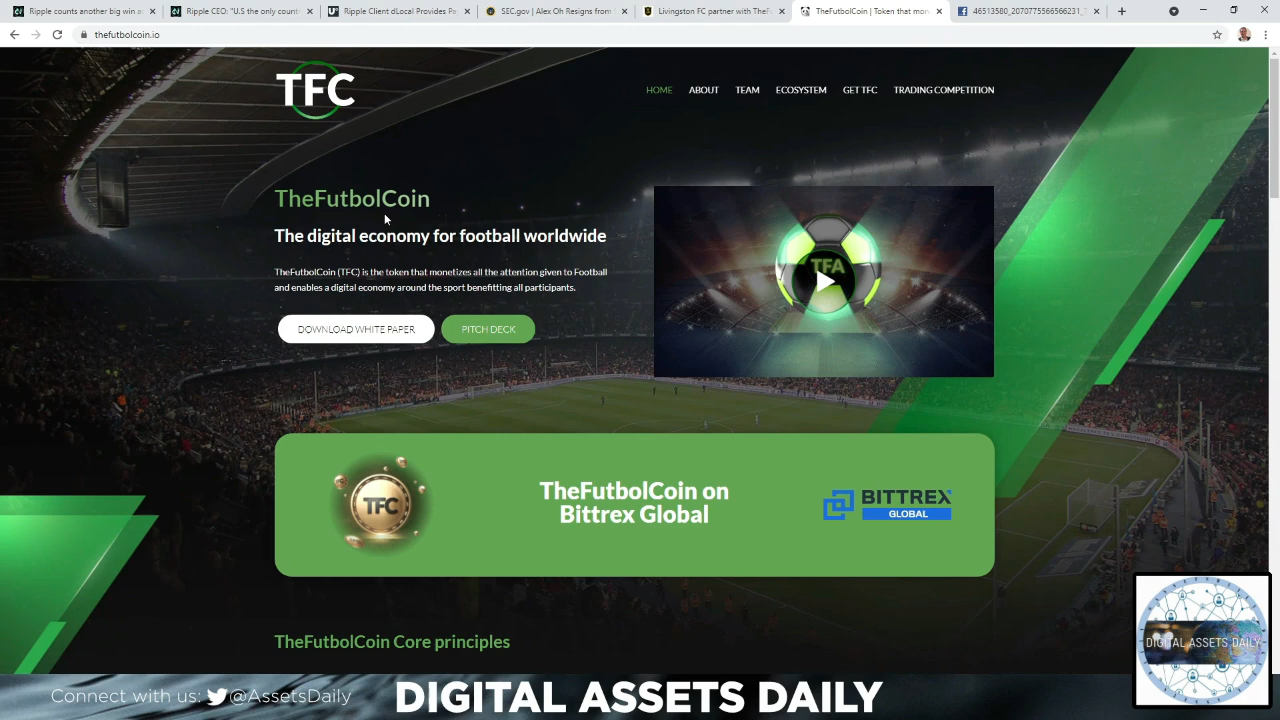 Ripple counts another big win a
Ripple CEO: "U.S the only count
Ripple Client dLocal Provides Pa
SEC.gov | Alex Oh Resigns from
Livingston FC partner with TheF
TheFutbolCoin | Token that mon
46513580_2070775566566231_1
thefutbolcoin.io
TFC
HOME ABOUT TEAM ECOSYSTEM GET TFC TRADING COMPETITION
TheFutbolCoin
The digital economy for football worldwide
TheFutbolCoin (TFC) is the token that monetizes all the attention given to Football
and enables a digital economy around the sport benefitting all participants.
DOWNLOAD WHITE PAPER
PITCH DECK
TFA
TFC
TheFutbolCoin on
Bittrex Global
BITTREX
GLOBAL
TheFutbolCoin Core principles
DIGITAL ASSETS DAILY
Connect with us: @AssetsDaily
DIGITAL ASSETS DAILY